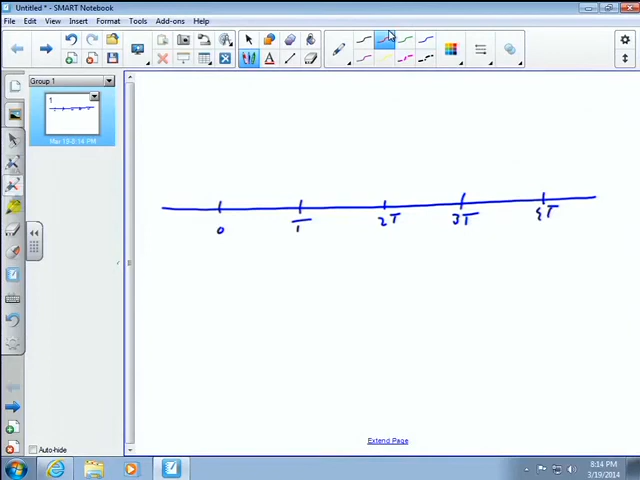 Untitled * - SMART Notebook
File Edit View Insert Format Tools Add-ons Help
Group 1
1
Mar 19-8:14 PM
0 T 2T 3T 4T
Extend Page
Auto-hide
8:14 PM
3/19/2014